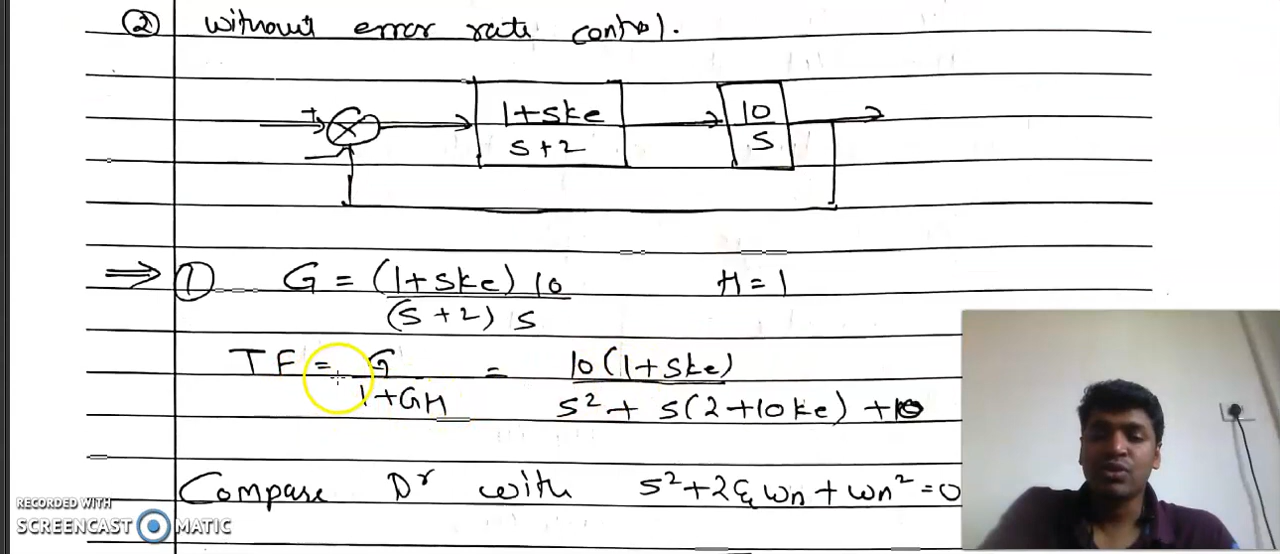 ② without error rate control.
+ 1+ske 10
- s+2 s
⇒ ① G = (1+ske) 10 H = 1
(s+2) s
TF = G = 10(1+ske)
1+GH s²+ s(2+10ke) +10
Compare Dr with s²+2ξωn+ωn²=0
RECORDED WITH
SCREENCAST MATIC